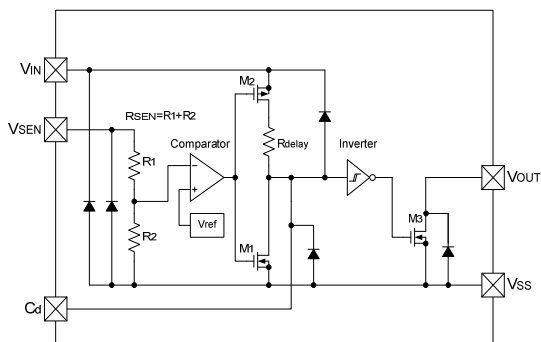 VIN
M2
VSEN
RSEN=R1+R2
Comparator
Rdelay
Inverter
R1
−
+
VOUT
Vref
M3
R2
M1
VSS
Cd